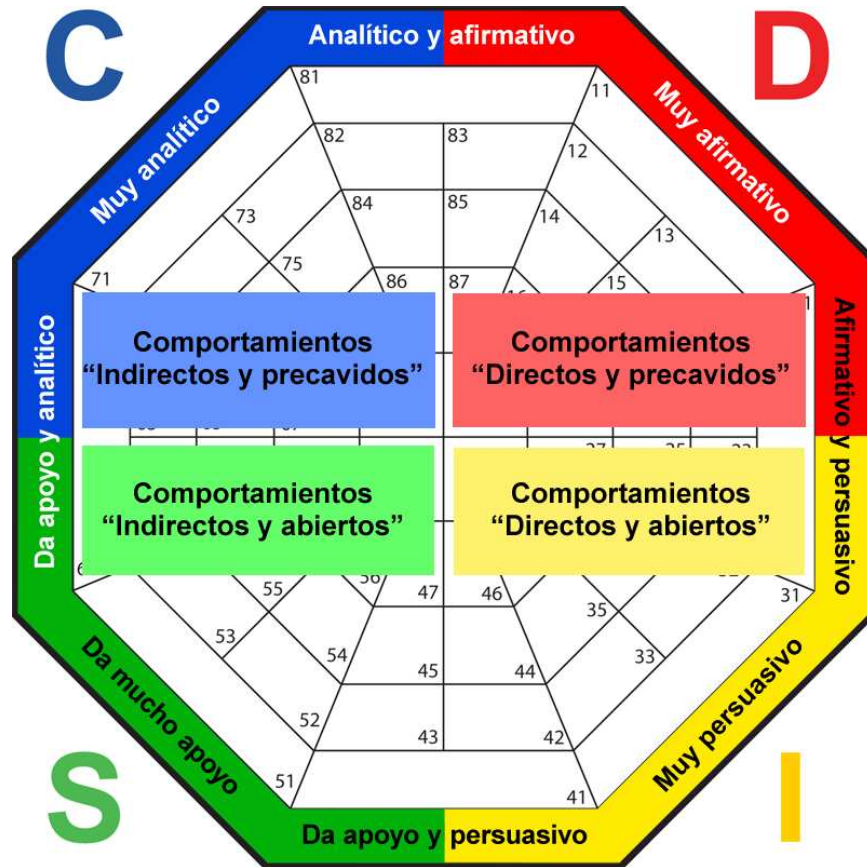 C
D
Analítico y afirmativo
Muy analítico
Muy afirmativo
81
11
82
83
12
84
85
14
73
13
75
15
86
87
71
Comportamientos
“Indirectos y precavidos”
Comportamientos
“Directos y precavidos”
Da apoyo y analítico
Afirmativo y persuasivo
Comportamientos
“Indirectos y abiertos”
Comportamientos
“Directos y abiertos”
31
55
47
46
35
53
54
45
44
33
52
43
42
51
41
Da mucho apoyo
Muy persuasivo
S
I
Da apoyo y persuasivo